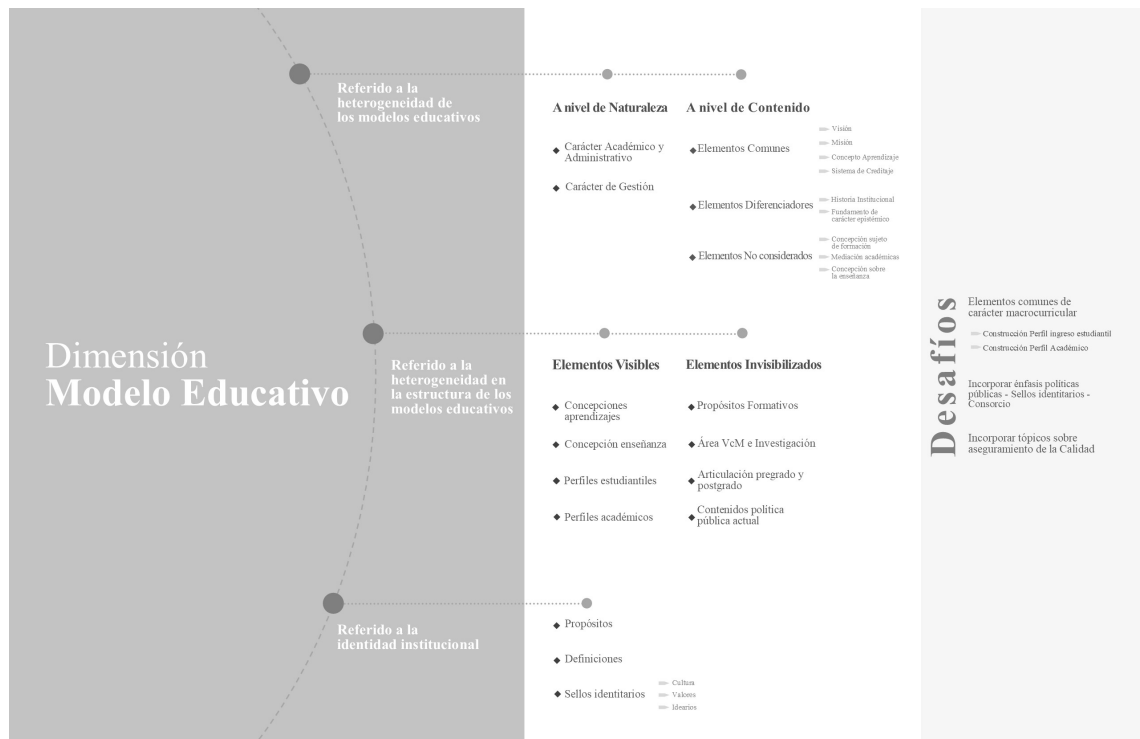 Dimensión
Modelo Educativo
Referido a la
heterogeneidad de
los modelos educativos
A nivel de Naturaleza
Carácter Académico y
Administrativo
Carácter de Gestión
A nivel de Contenido
Elementos Comunes
Visión
Misión
Concepto Aprendizaje
Sistema de Creditaje
Elementos Diferenciadores
Historia Institucional
Fundamento de
carácter epistémico
Elementos No considerados
Concepción sujeto
de formación
Mediación académicas
Concepción sobre
la enseñanza
Referido a la
heterogeneidad en
la estructura de los
modelos educativos
Elementos Visibles
Concepciones
aprendizajes
Concepción enseñanza
Perfiles estudiantiles
Perfiles académicos
Elementos Invisibilizados
Propósitos Formativos
Área VcM e Investigación
Articulación pregrado y
postgrado
Contenidos política
pública actual
Referido a la
identidad institucional
Propósitos
Definiciones
Sellos identitarios
Cultura
Valores
Idearios
Desafíos
Elementos comunes de
carácter macrocurricular
Construcción Perfil ingreso estudiantil
Construcción Perfil Académico
Incorporar énfasis políticas
públicas - Sellos identitarios -
Consorcio
Incorporar tópicos sobre
aseguramiento de la Calidad